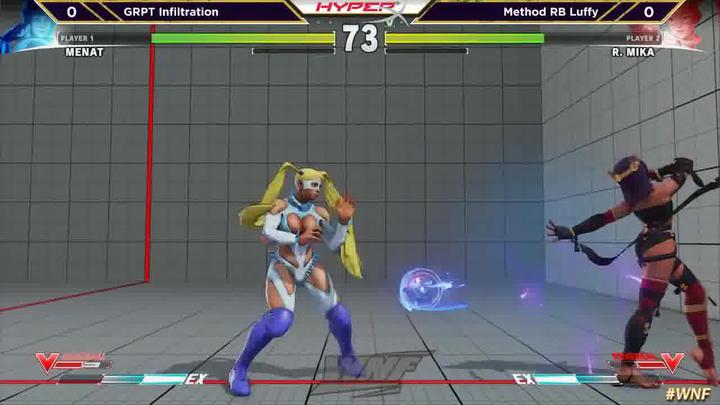 0 GRPT Infiltration HYPER Method RB Luffy 0
PLAYER 1 73 PLAYER 2
MENAT R. MIKA
EX EX
WNF
#WNF